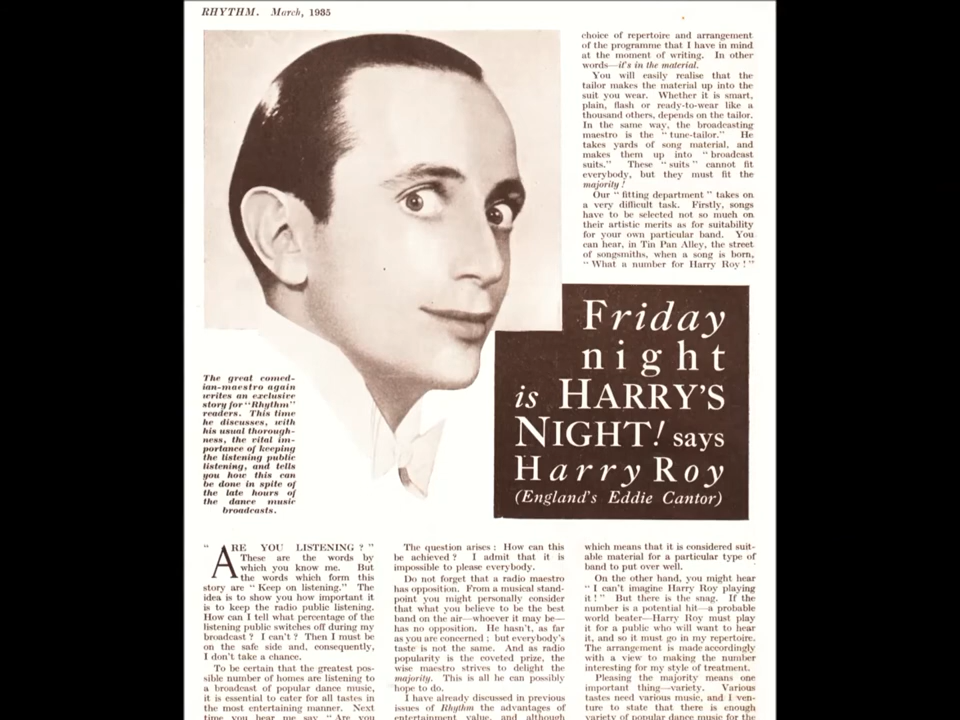 RHYTHM. March, 1935
The great comed-
ian-maestro again
writes an exclusive
story for "Rhythm"
readers. This time
he discusses, with
his usual thorough-
ness, the vital im-
portance of keeping
the listening public
listening, and tells
you how this can
be done in spite of
the late hours of
the dance music
broadcasts.
Friday
night
is HARRY'S
NIGHT! says
Harry Roy
(England's Eddie Cantor)
"ARE YOU LISTENING ?"
These are the words by
which you know me. But
the words which form this
story are "Keep on listening." The
idea is to show you how important it
is to keep the radio public listening.
How can I tell what percentage of the
listening public switches off during my
broadcast ? I can't ? Then I must be
on the safe side and, consequently,
I don't take a chance.
To be certain that the greatest pos-
sible number of homes are listening to
a broadcast of popular dance music,
it is essential to cater for all tastes in
the most entertaining manner. Next
time you hear me say "Are you
The question arises : How can this
be achieved ? I admit that it is
impossible to please everybody.
Do not forget that a radio maestro
has opposition. From a musical stand-
point you might personally consider
that what you believe to be the best
band on the air—whoever it may be—
has no opposition. He hasn't, as far
as you are concerned ; but everybody's
taste is not the same. And as radio
popularity is the coveted prize, the
wise maestro strives to delight the
majority. This is all he can possibly
hope to do.
I have already discussed in previous
issues of Rhythm the advantages of
entertainment value, and although
choice of repertoire and arrangement
of the programme that I have in mind
at the moment of writing. In other
words—it's in the material.
You will easily realise that the
tailor makes the material up into the
suit you wear. Whether it is smart,
plain, flash or ready-to-wear like a
thousand others, depends on the tailor.
In the same way, the broadcasting
maestro is the "tune-tailor." He
takes yards of song material, and
makes them up into "broadcast
suits." These "suits" cannot fit
everybody, but they must fit the
majority !
Our "fitting department" takes on
a very difficult task. Firstly, songs
have to be selected not so much on
their artistic merits as for suitability
for your own particular band. You
can hear, in Tin Pan Alley, the street
of songsmiths, when a song is born,
"What a number for Harry Roy !"
which means that it is considered suit-
able material for a particular type of
band to put over well.
On the other hand, you might hear
"I can't imagine Harry Roy playing
it !" But there is the snag. If the
number is a potential hit—a probable
world beater—Harry Roy must play
it for a public who will want to hear
it, and so it must go in my repertoire.
The arrangement is made accordingly
with a view to making the number
interesting for my style of treatment.
Pleasing the majority means one
important thing—variety. Various
tastes need various music, and I ven-
ture to state that there is enough
variety of popular dance music for the